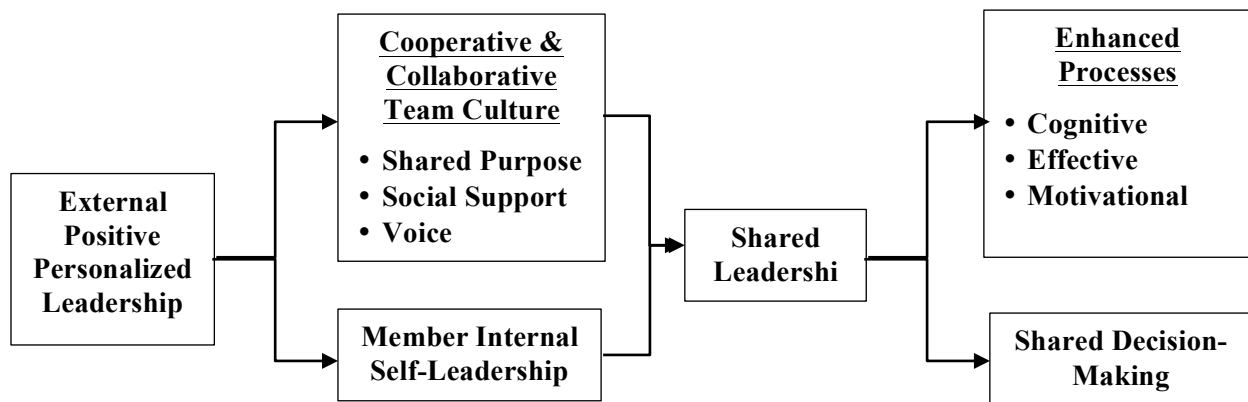 External
Positive
Personalized
Leadership
Cooperative &
Collaborative
Team Culture
• Shared Purpose
• Social Support
• Voice
Member Internal
Self-Leadership
Shared
Leadershi
Enhanced
Processes
• Cognitive
• Effective
• Motivational
Shared Decision-
Making